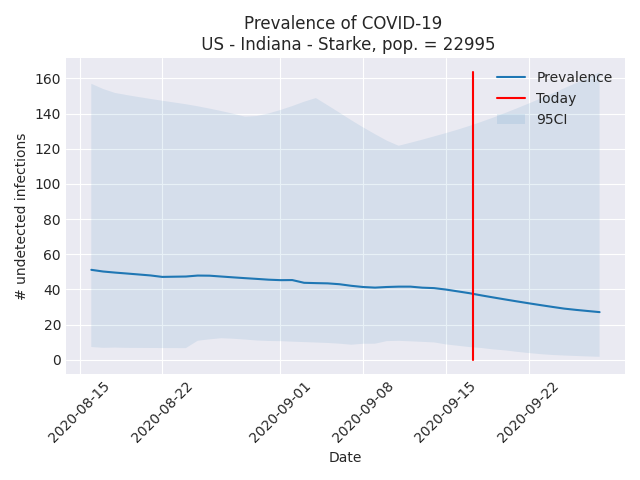 Prevalence of COVID-19
US - Indiana - Starke, pop. = 22995
Prevalence
Today
95CI
# undetected infections
160
140
120
100
80
60
40
20
0
2020-08-15
2020-08-22
2020-09-01
2020-09-08
2020-09-15
2020-09-22
Date